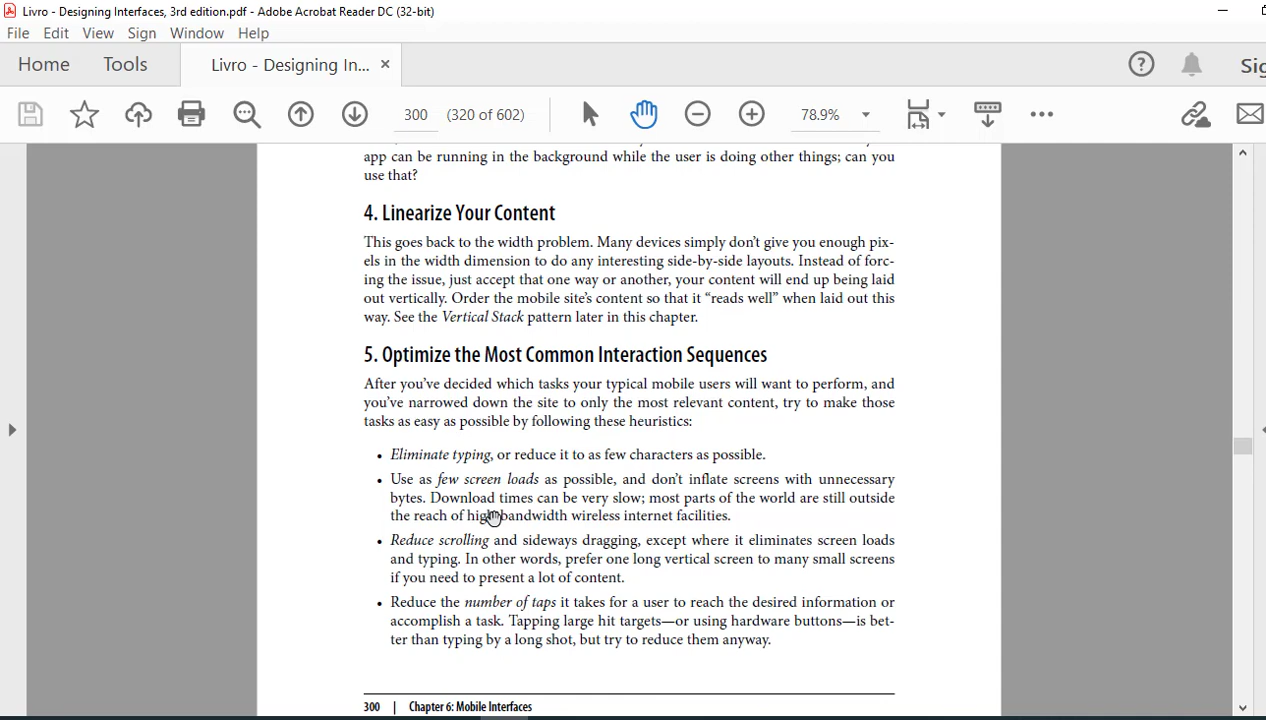 Livro - Designing Interfaces, 3rd edition.pdf - Adobe Acrobat Reader DC (32-bit)
File Edit View Sign Window Help
Home Tools Livro - Designing In... ×
300 (320 of 602) 78.9%
app can be running in the background while the user is doing other things; can you
use that?
4. Linearize Your Content
This goes back to the width problem. Many devices simply don’t give you enough pix-
els in the width dimension to do any interesting side-by-side layouts. Instead of forc-
ing the issue, just accept that one way or another, your content will end up being laid
out vertically. Order the mobile site’s content so that it “reads well” when laid out this
way. See the Vertical Stack pattern later in this chapter.
5. Optimize the Most Common Interaction Sequences
After you’ve decided which tasks your typical mobile users will want to perform, and
you’ve narrowed down the site to only the most relevant content, try to make those
tasks as easy as possible by following these heuristics:
• Eliminate typing, or reduce it to as few characters as possible.
• Use as few screen loads as possible, and don’t inflate screens with unnecessary
bytes. Download times can be very slow; most parts of the world are still outside
the reach of high-bandwidth wireless internet facilities.
• Reduce scrolling and sideways dragging, except where it eliminates screen loads
and typing. In other words, prefer one long vertical screen to many small screens
if you need to present a lot of content.
• Reduce the number of taps it takes for a user to reach the desired information or
accomplish a task. Tapping large hit targets—or using hardware buttons—is bet-
ter than typing by a long shot, but try to reduce them anyway.
300 | Chapter 6: Mobile Interfaces